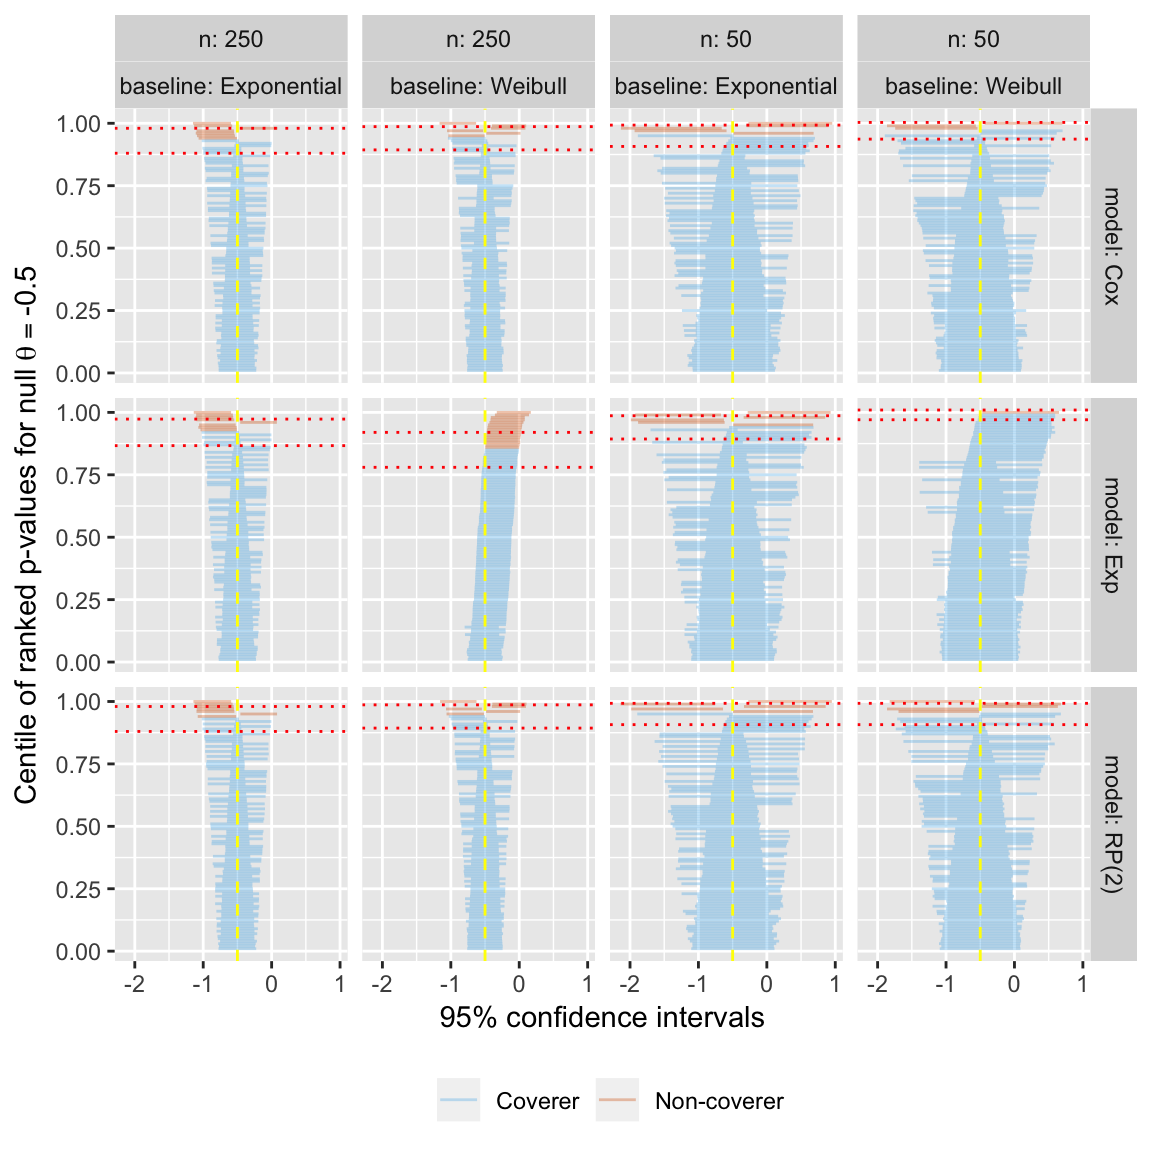 n: 250
n: 250
n: 50
n: 50
baseline: Exponential
baseline: Weibull
baseline: Exponential
baseline: Weibull
Centile of ranked p-values for null θ = -0.5
1.00
0.75
0.50
0.25
0.00
model: Cox
1.00
0.75
0.50
0.25
0.00
model: Exp
1.00
0.75
0.50
0.25
0.00
model: RP(2)
-2 -1 0 1
-2 -1 0 1
-2 -1 0 1
-2 -1 0 1
95% confidence intervals
Coverer
Non-coverer